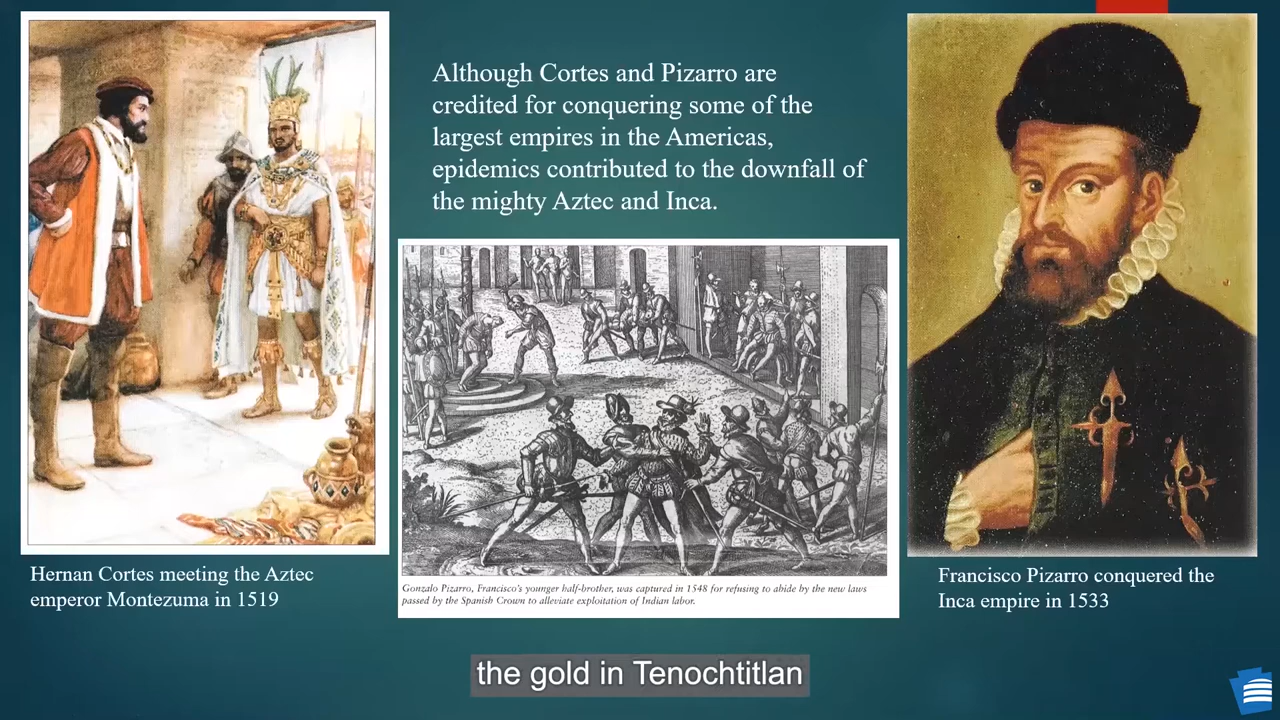 Although Cortes and Pizarro are
credited for conquering some of the
largest empires in the Americas,
epidemics contributed to the downfall of
the mighty Aztec and Inca.
Gonzalo Pizarro, Francisco's younger half-brother, was captured in 1548 for refusing to abide by the new laws
passed by the Spanish Crown to alleviate exploitation of Indian labor.
Hernan Cortes meeting the Aztec
emperor Montezuma in 1519
Francisco Pizarro conquered the
Inca empire in 1533
the gold in Tenochtitlan